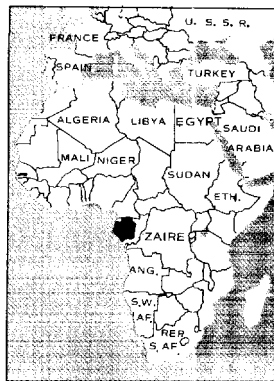 U. S. S. R.
FRANCE
SPAIN
TURKEY
ALGERIA
LIBYA
EGYPT
SAUDI
ARABIA
MALI
NIGER
SUDAN
ETH.
ZAIRE
ANG.
S.W.
AF.
REP.
S. AF.